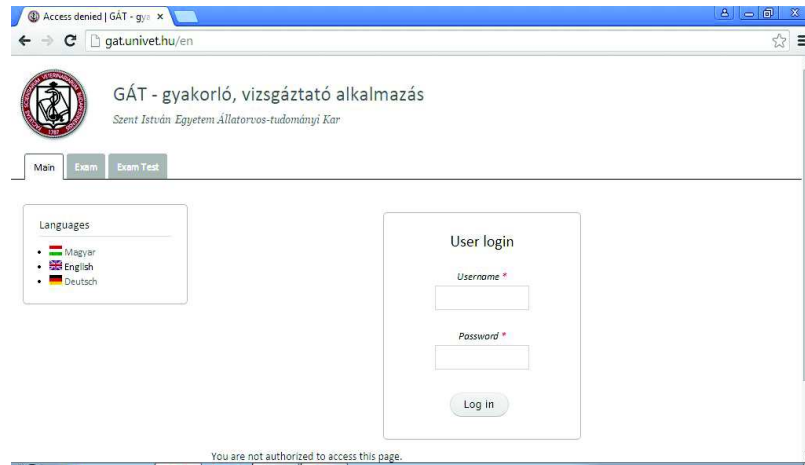 Access denied | GÁT - gya
gat.univet.hu/en
GÁT - gyakorló, vizsgáztató alkalmazás
Szent István Egyetem Állatorvos-tudományi Kar
Main Exam Exam Test
Languages
Magyar
English
Deutsch
User login
Username *
Password *
Log in
You are not authorized to access this page.